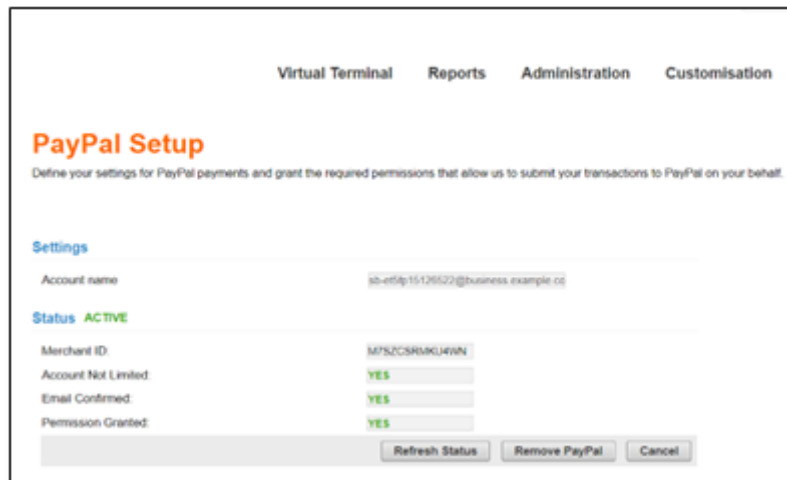 Virtual Terminal Reports Administration Customisation
PayPal Setup
Define your settings for PayPal payments and grant the required permissions that allow us to submit your transactions to PayPal on your behalf.
Settings
Account name
Status ACTIVE
Merchant ID:
Account Not Limited: YES
Email Confirmed: YES
Permission Granted: YES
Refresh Status Remove PayPal Cancel